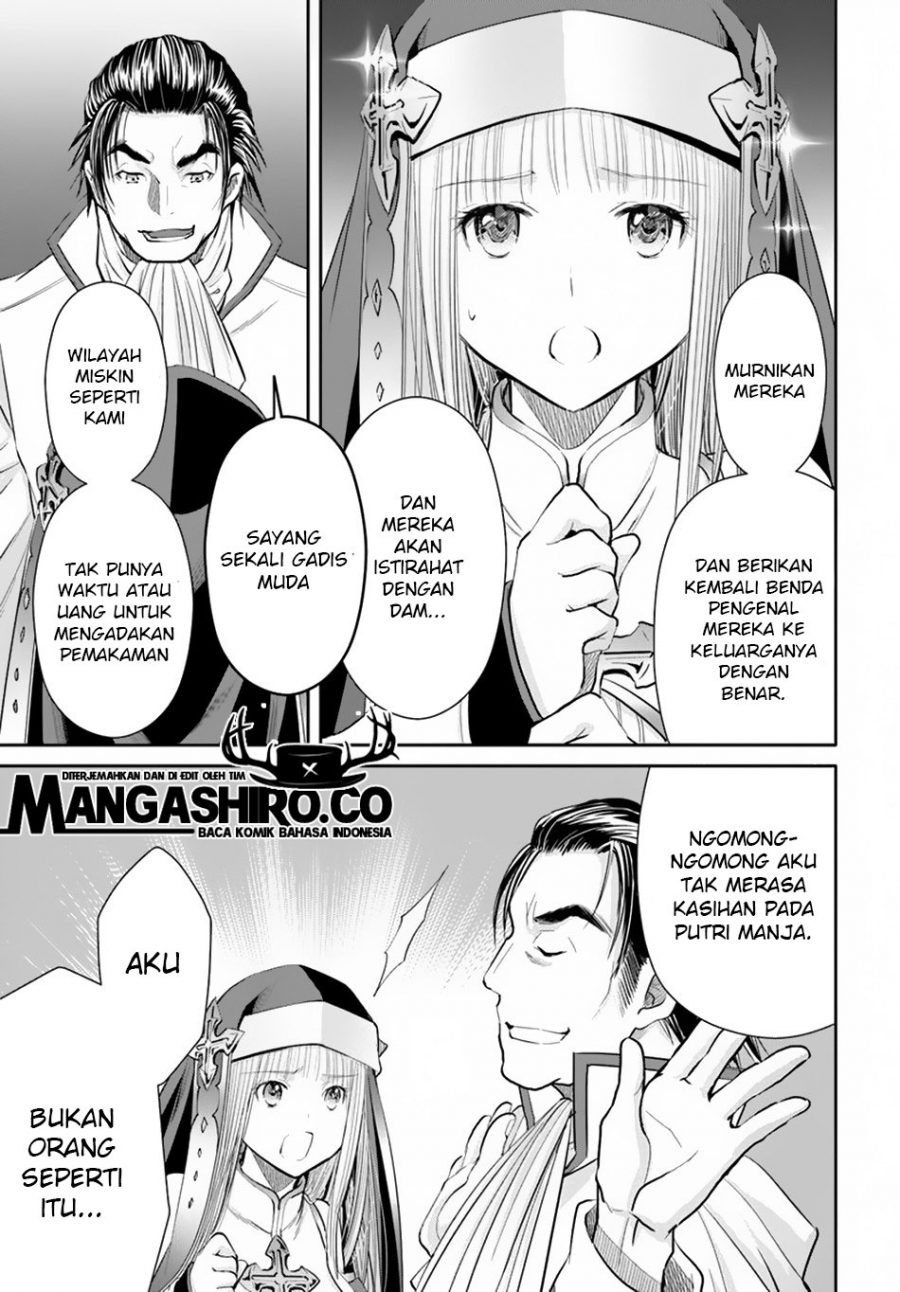 MURNIKAN
MEREKA
DAN BERIKAN
KEMBALI BENDA
PENGENAL
MEREKA KE
KELUARGANYA
DENGAN
BENAR.
DAN
MEREKA
AKAN
ISTIRAHAT
DENGAN
DAM...
SAYANG
SEKALI GADIS
MUDA
WILAYAH
MISKIN
SEPERTI
KAMI
TAK PUNYA
WAKTU ATAU
UANG UNTUK
MENGADAKAN
PEMAKAMAN
DITERJEMAHKAN DAN DI EDIT OLEH TIM
MANGASHIRO.CO
BACA KOMIK BAHASA INDONESIA
NGOMONG-
NGOMONG AKU
TAK MERASA
KASIHAN PADA
PUTRI MANJA.
AKU
BUKAN
ORANG
SEPERTI
ITU...